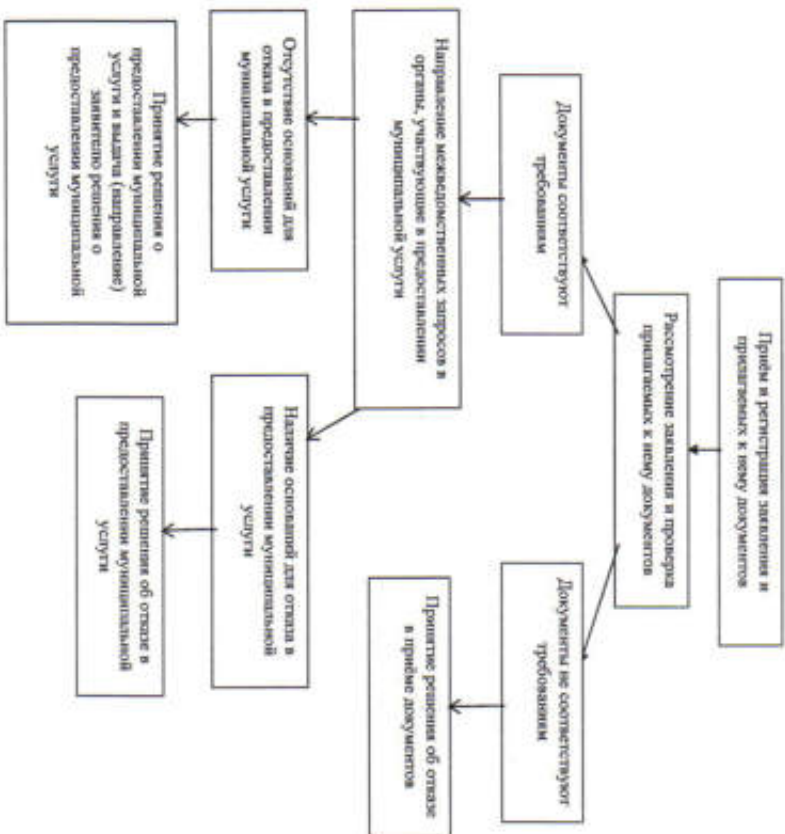 Приём и регистрация заявления и
прилагаемых к нему документов
Рассмотрение заявления и проверка
прилагаемых к нему документов
Документы соответствуют
требованиям
Документы не соответствуют
требованиям
Направление межведомственных запросов в
органы, участвующие в предоставлении
муниципальной услуги
Принятие решения об отказе
в приёме документов
Отсутствие оснований для
отказа в предоставлении
муниципальной услуги
Наличие оснований для отказа в
предоставлении муниципальной
услуги
Принятие решения о
предоставлении муниципальной
услуги и выдача (направление)
заявителю решения о
предоставлении муниципальной
услуги
Принятие решения об отказе в
предоставлении муниципальной
услуги